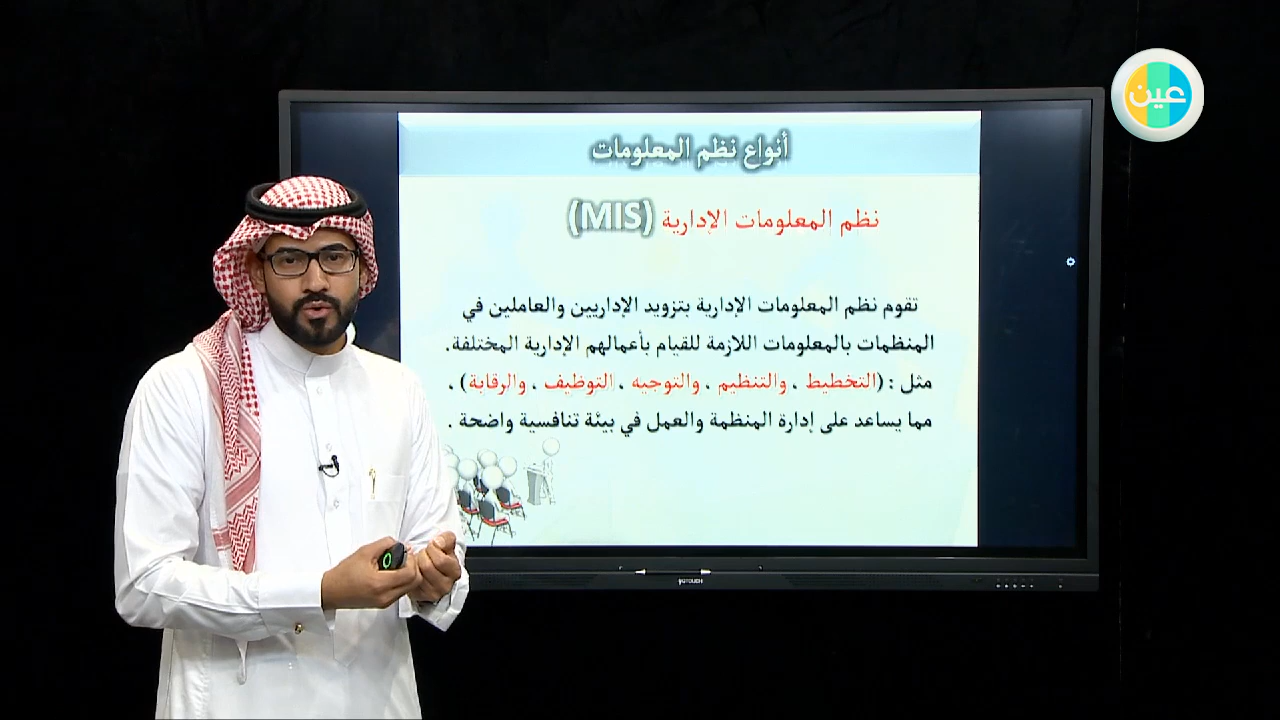 عين
أنواع نظم المعلومات
نظم المعلومات الإدارية (MIS)
تقوم نظم المعلومات الإدارية بتزويد الإداريين والعاملين في
المنظمات بالمعلومات اللازمة للقيام بأعمالهم الإدارية المختلفة.
مثل : (التخطيط ، والتنظيم ، والتوجيه ، التوظيف ، والرقابة) .
مما يساعد على إدارة المنظمة والعمل في بيئة تنافسية واضحة .